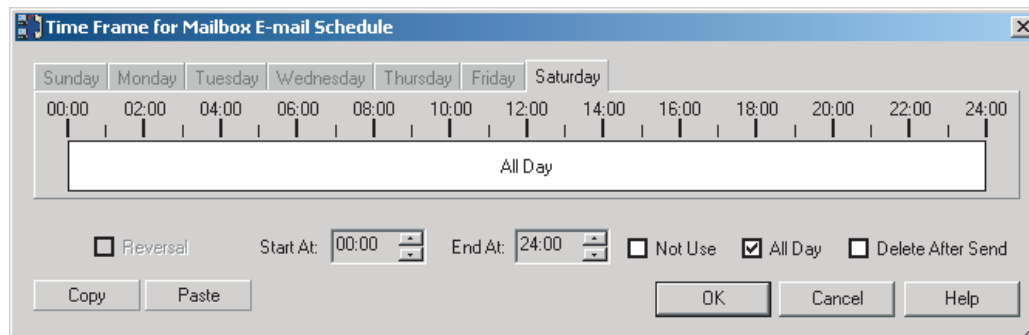 Time Frame for Mailbox E-mail Schedule
Sunday Monday Tuesday Wednesday Thursday Friday Saturday
00:00 02:00 04:00 06:00 08:00 10:00 12:00 14:00 16:00 18:00 20:00 22:00 24:00
All Day
Reversal Start At: 00:00 End At: 24:00 Not Use All Day Delete After Send
Copy Paste OK Cancel Help